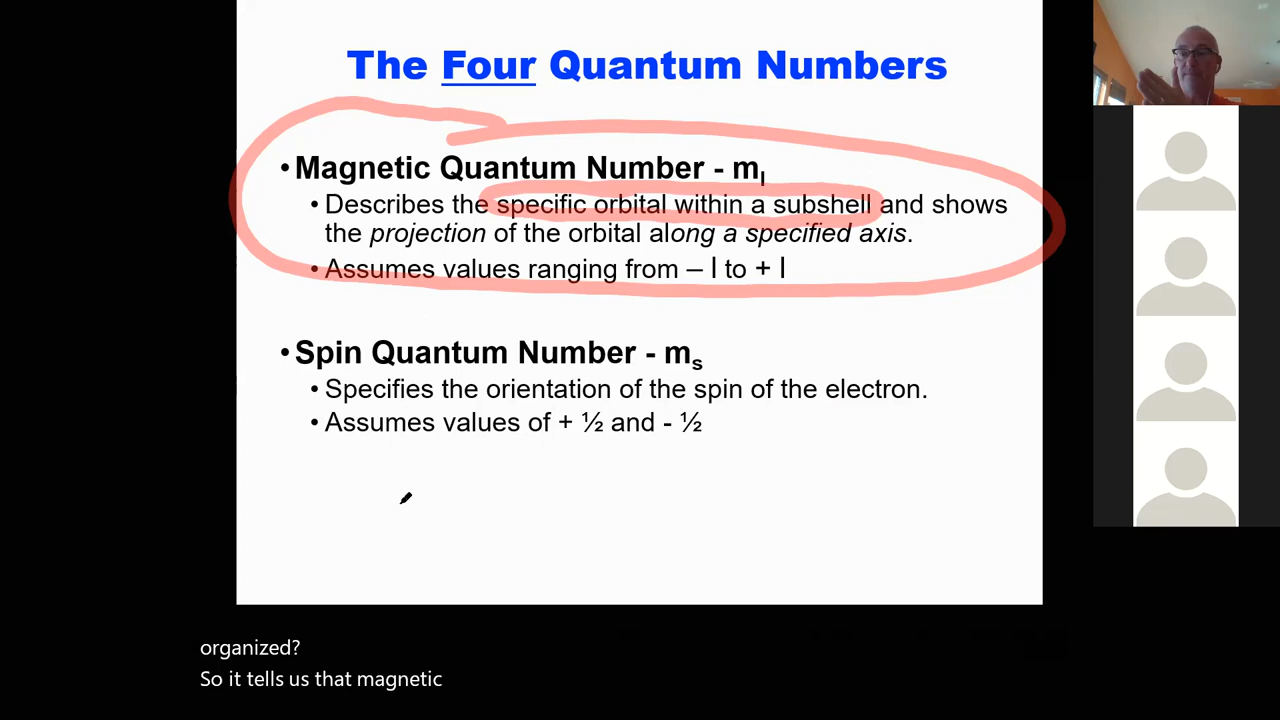 The Four Quantum Numbers
• Magnetic Quantum Number - mₗ
• Describes the specific orbital within a subshell and shows
the projection of the orbital along a specified axis.
• Assumes values ranging from – l to + l
• Spin Quantum Number - mₛ
• Specifies the orientation of the spin of the electron.
• Assumes values of + ½ and - ½
organized?
So it tells us that magnetic